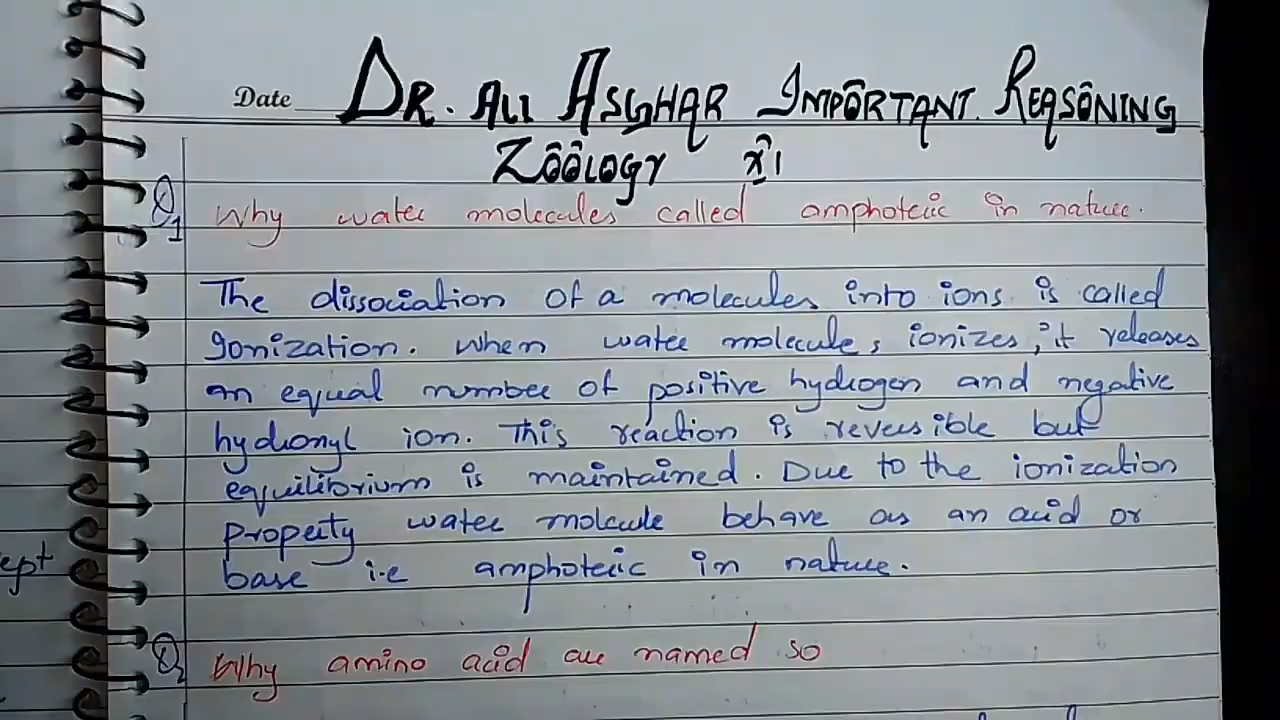 Date DR. ALI ASGHAR IMPORTANT REASONING
ZOOLOGY XI
Q1 Why water molecules called amphoteric in nature.
The dissociation of a molecules into ions is called
Ionization. When water molecules ionizes, it releases
an equal number of positive hydrogen and negative
hydronyl ion. This reaction is reversible but
equilibrium is maintained. Due to the ionization
property water molcule behave as an acid or
ept base i.e amphoteric in nature.
Q2 Why amino acid are named so